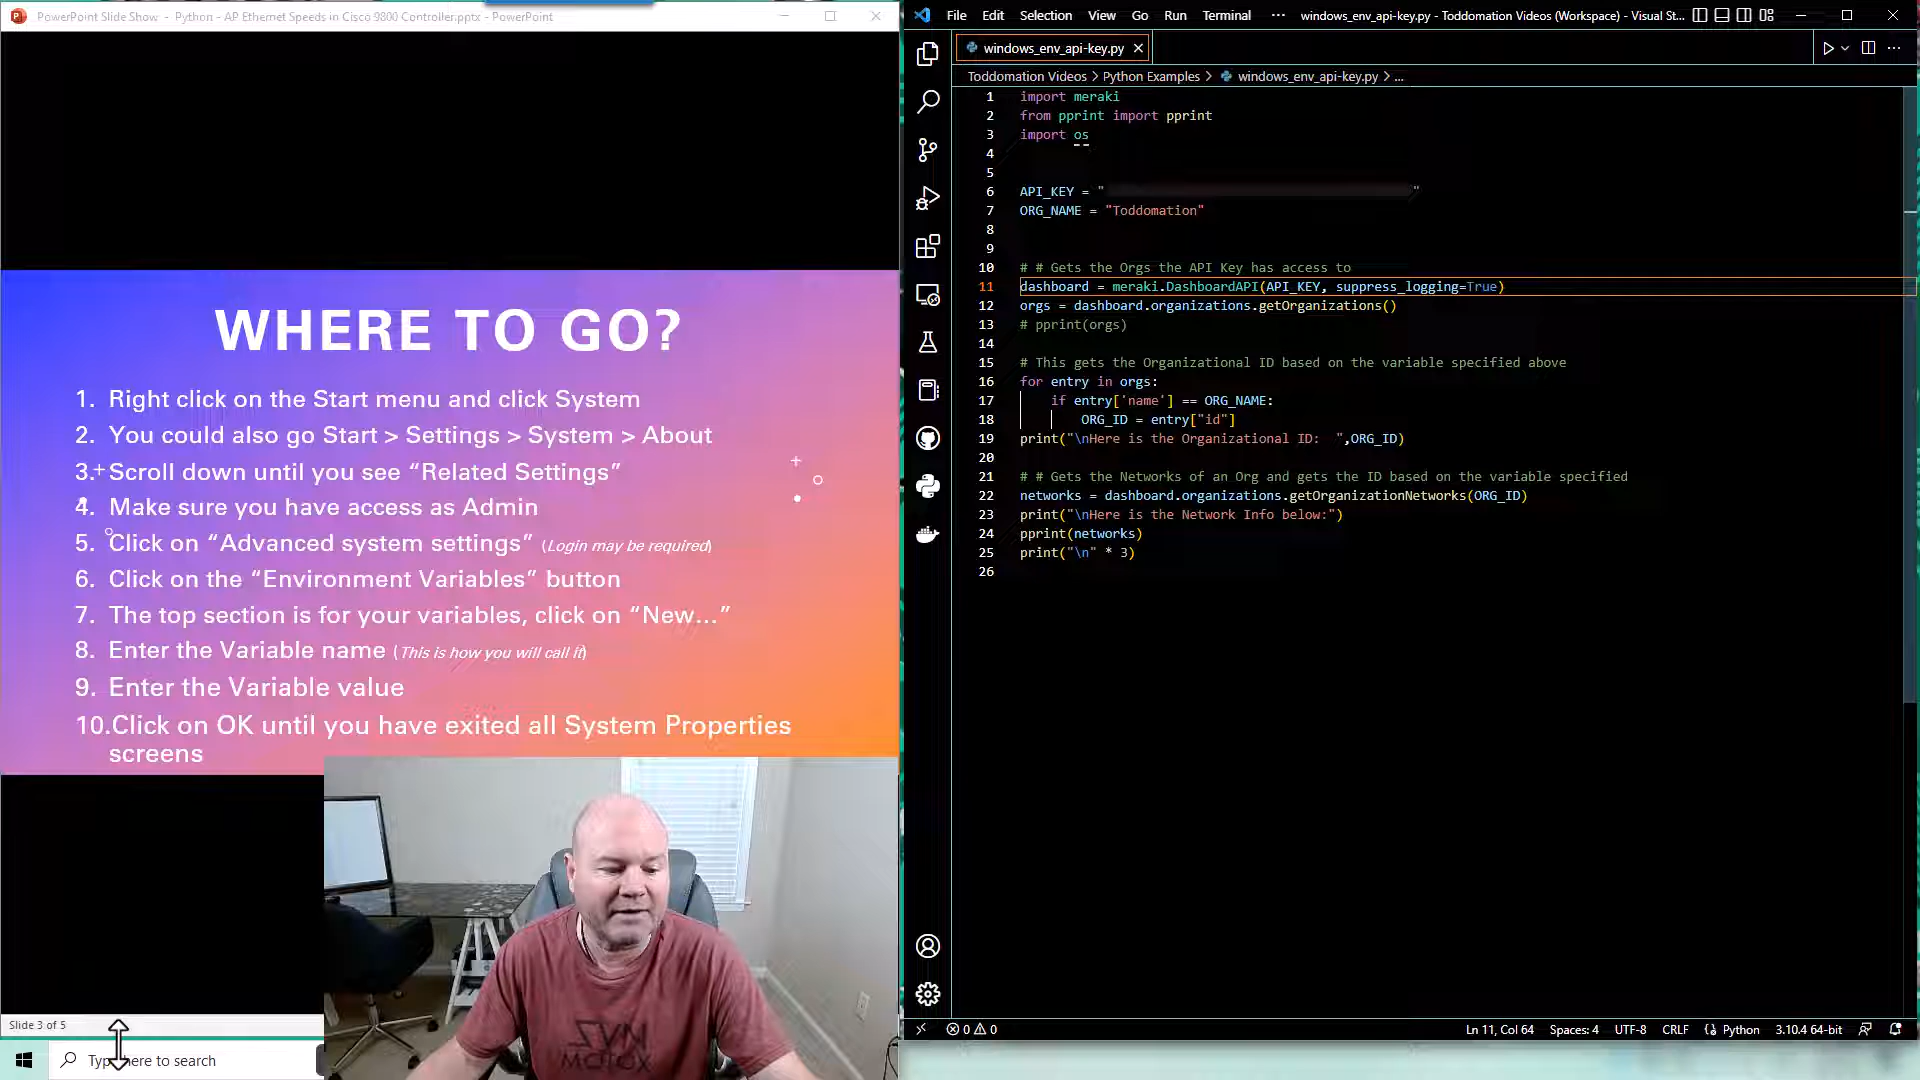 PowerPoint Slide Show - Python - AP Ethernet Speeds in Cisco 9800 Controller.pptx - PowerPoint
WHERE TO GO?
1. Right click on the Start menu and click System
2. You could also go Start > Settings > System > About
3. Scroll down until you see “Related Settings”
4. Make sure you have access as Admin
5. Click on “Advanced system settings” (Login may be required)
6. Click on the “Environment Variables” button
7. The top section is for your variables, click on “New…”
8. Enter the Variable name (This is how you will call it)
9. Enter the Variable value
10. Click on OK until you have exited all System Properties
screens
Slide 3 of 5
Type here to search
File Edit Selection View Go Run Terminal ··· windows_env_api-key.py - Toddomation Videos (Workspace) - Visual St...
windows_env_api-key.py
Toddomation Videos > Python Examples > windows_env_api-key.py > ...
1 import meraki
2 from pprint import pprint
3 import os
4
5
6 API_KEY = " "
7 ORG_NAME = "Toddomation"
8
9
10 # # Gets the Orgs the API Key has access to
11 dashboard = meraki.DashboardAPI(API_KEY, suppress_logging=True)
12 orgs = dashboard.organizations.getOrganizations()
13 # pprint(orgs)
14
15 # This gets the Organizational ID based on the variable specified above
16 for entry in orgs:
17 if entry['name'] == ORG_NAME:
18 ORG_ID = entry["id"]
19 print("\nHere is the Organizational ID:  ",ORG_ID)
20
21 # # Gets the Networks of an Org and gets the ID based on the variable specified
22 networks = dashboard.organizations.getOrganizationNetworks(ORG_ID)
23 print("\nHere is the Network Info below:")
24 pprint(networks)
25 print("\n" * 3)
26
0 0 Ln 11, Col 64 Spaces: 4 UTF-8 CRLF Python 3.10.4 64-bit